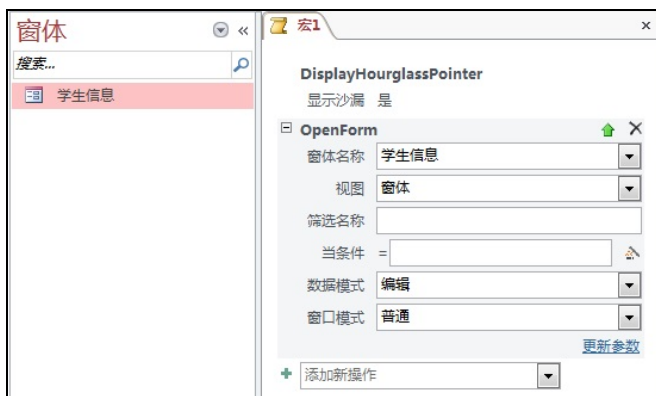 窗体
«
搜索...
学生信息
宏1
x
DisplayHourglassPointer
显示沙漏 是
OpenForm
窗体名称 学生信息
视图 窗体
筛选名称
当条件 =
数据模式 编辑
窗口模式 普通
更新参数
添加新操作